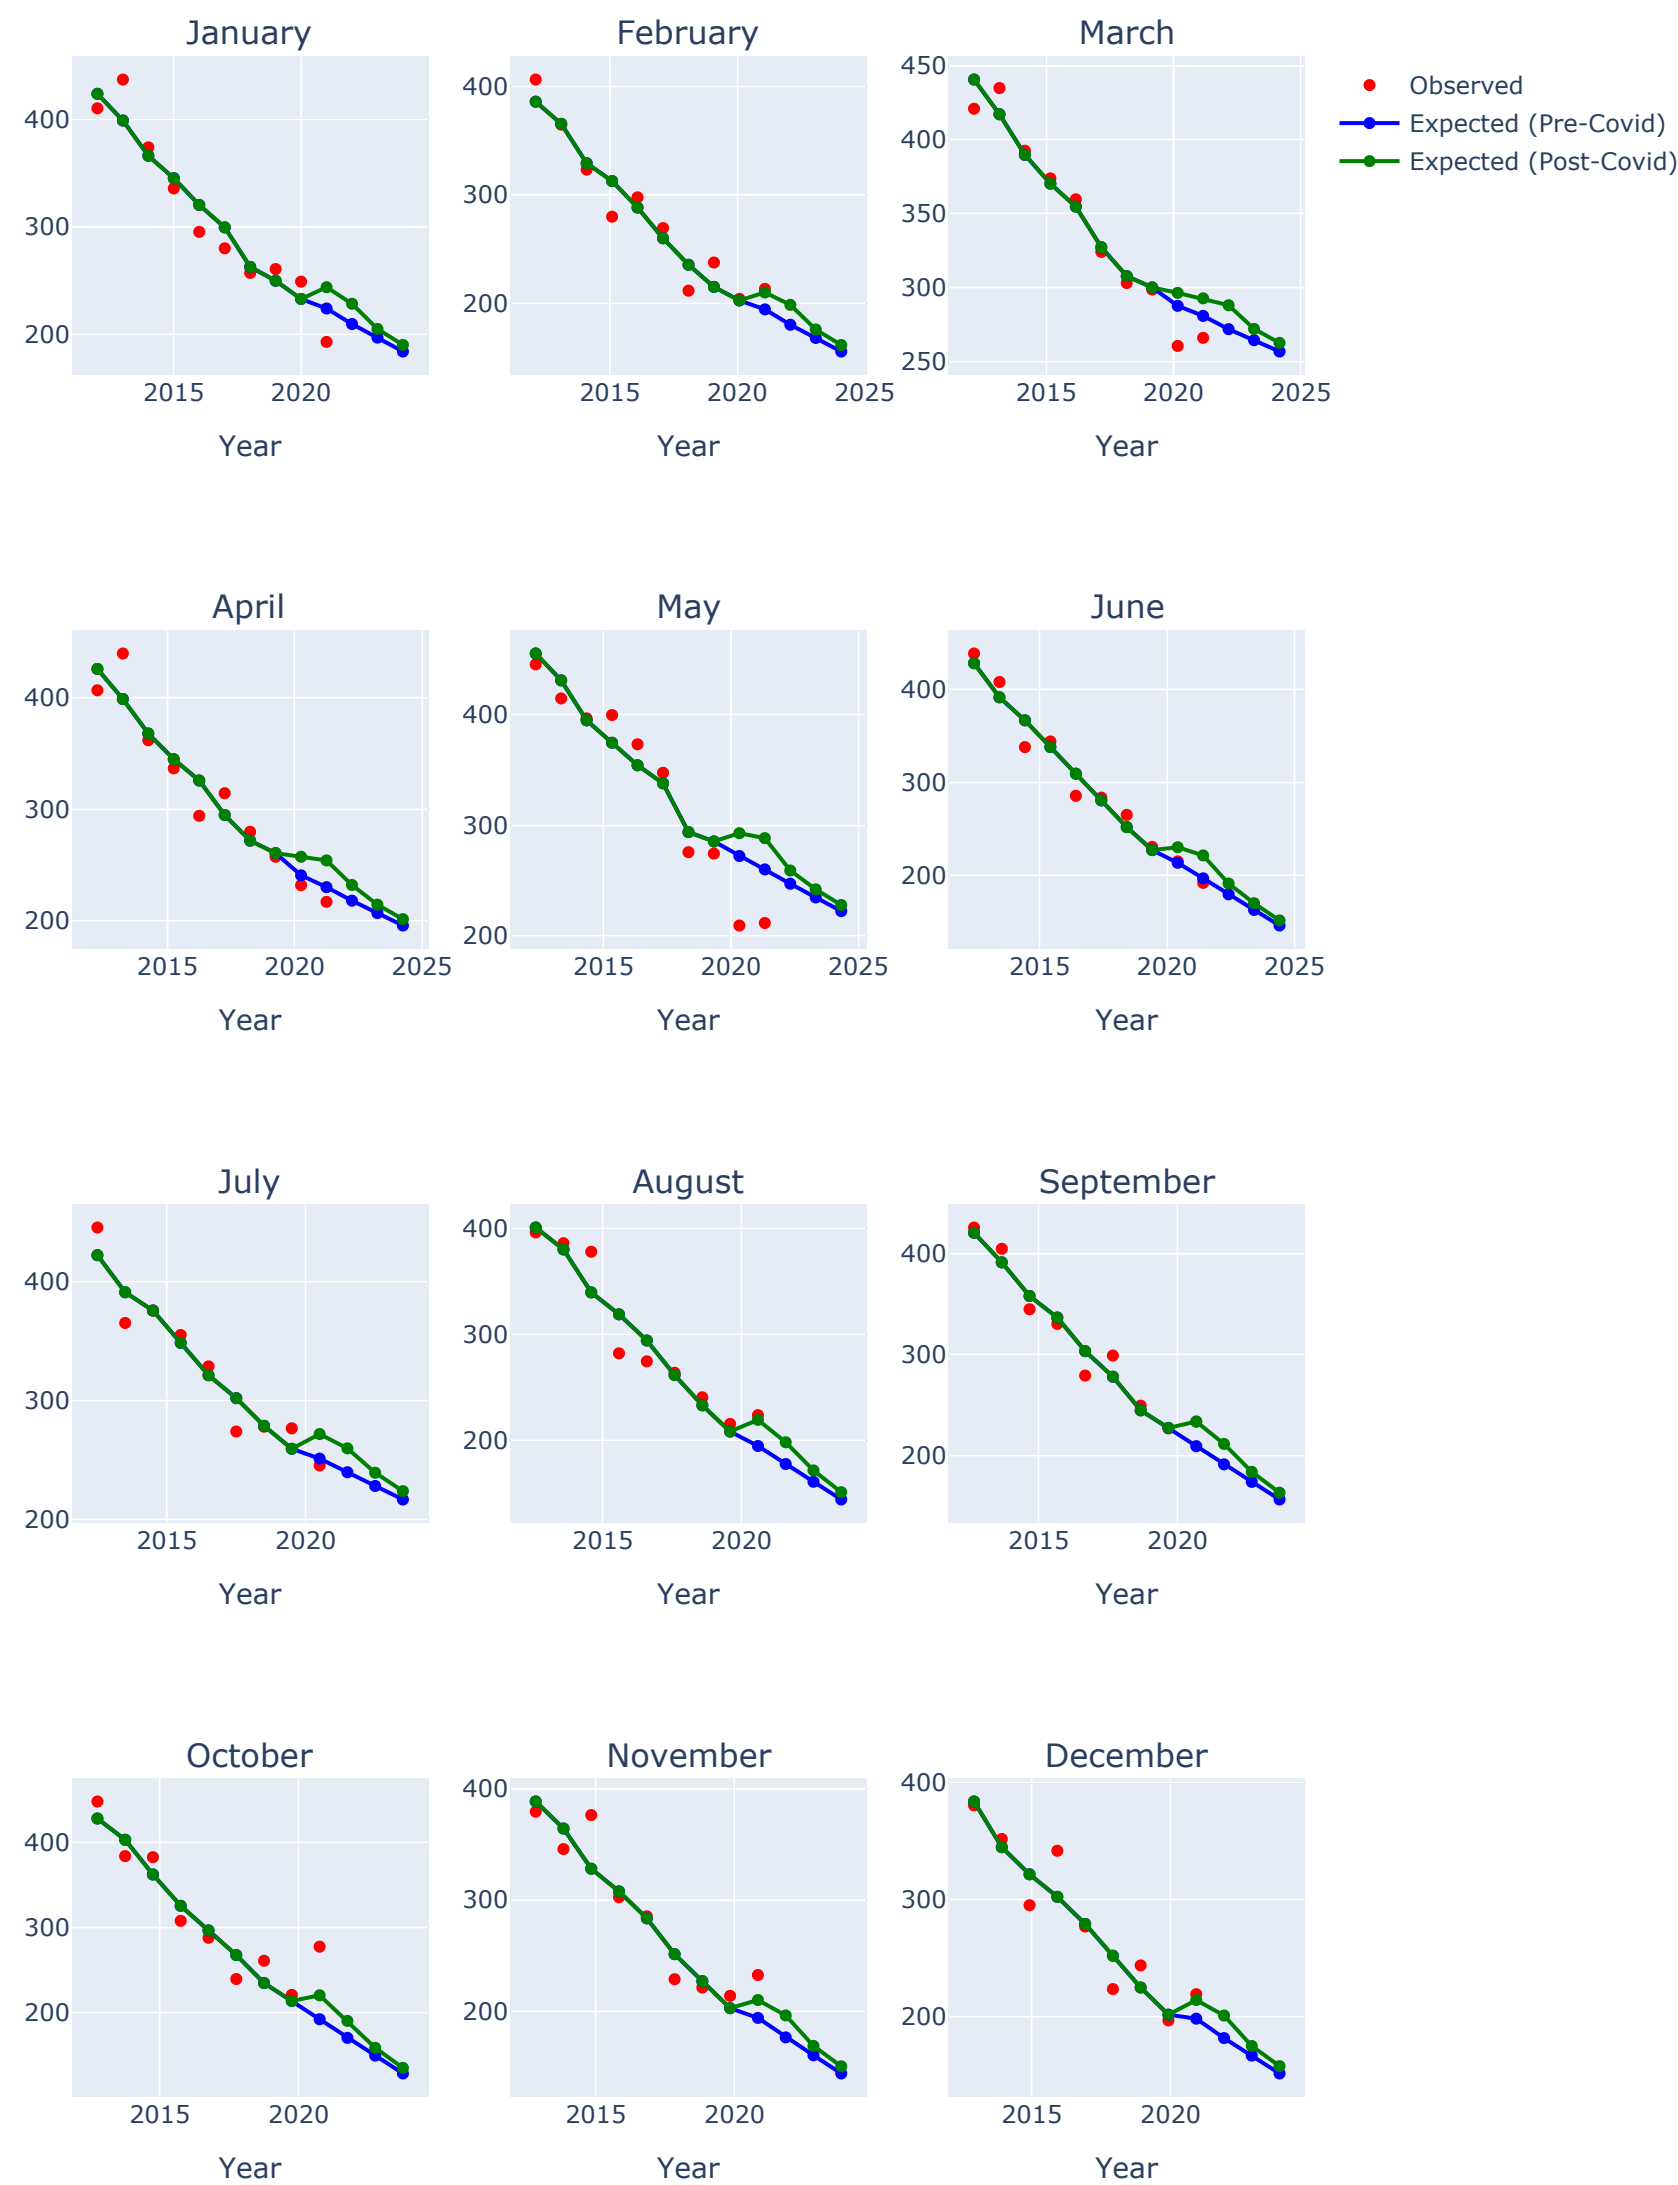 January
February
March
Observed
Expected (Pre-Covid)
Expected (Post-Covid)
400
300
200
2015 2020
Year
400
300
200
2015 2020 2025
Year
450
400
350
300
250
2015 2020 2025
Year
April
May
June
400
300
200
2015 2020 2025
Year
400
300
200
2015 2020 2025
Year
400
300
200
2015 2020 2025
Year
July
August
September
400
300
200
2015 2020
Year
400
300
200
2015 2020
Year
400
300
200
2015 2020
Year
October
November
December
400
300
200
2015 2020
Year
400
300
200
2015 2020
Year
400
300
200
2015 2020
Year